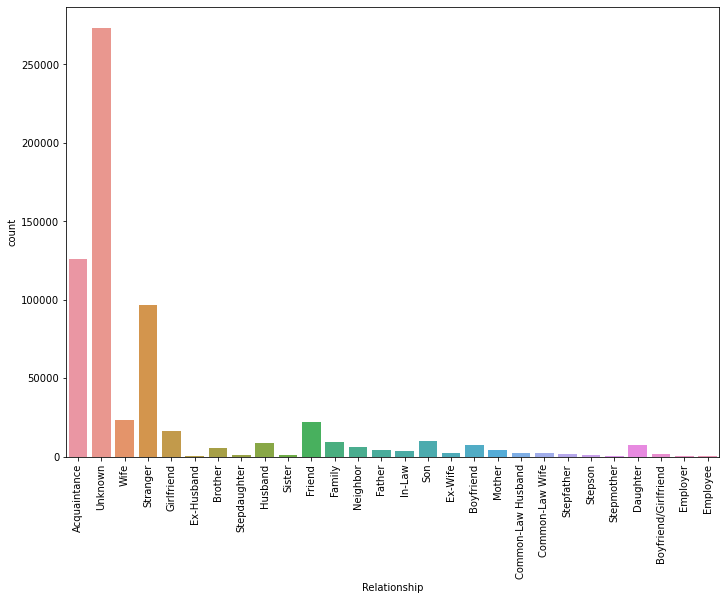 250000
200000
150000
100000
50000
0
count
Acquaintance
Unknown
Wife
Stranger
Girlfriend
Ex-Husband
Brother
Stepdaughter
Husband
Sister
Friend
Family
Neighbor
Father
In-Law
Son
Ex-Wife
Boyfriend
Mother
Common-Law Husband
Common-Law Wife
Stepfather
Stepson
Stepmother
Daughter
Boyfriend/Girlfriend
Employer
Employee
Relationship